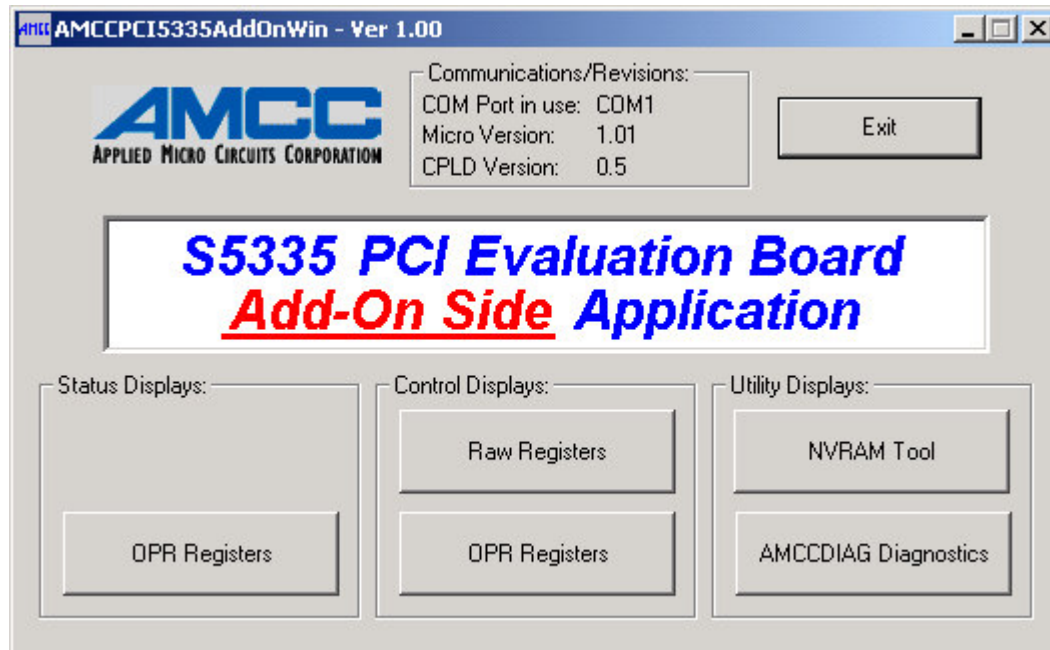 AMCC AMCCPCI5335AddOnWin - Ver 1.00
AMCC
APPLIED MICRO CIRCUITS CORPORATION
Communications/Revisions:
COM Port in use: COM1
Micro Version: 1.01
CPLD Version: 0.5
Exit
S5335 PCI Evaluation Board
Add-On Side Application
Status Displays:
OPR Registers
Control Displays:
Raw Registers
OPR Registers
Utility Displays:
NVRAM Tool
AMCCDIAG Diagnostics